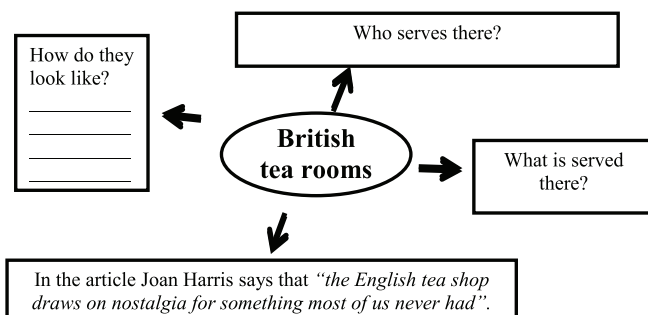 Who serves there?
How do they
look like?
British
tea rooms
What is served
there?
In the article Joan Harris says that “the English tea shop
draws on nostalgia for something most of us never had”.